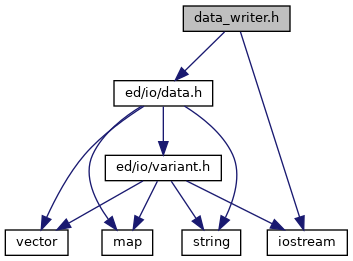 data_writer.h
ed/io/data.h
ed/io/variant.h
vector
map
string
iostream